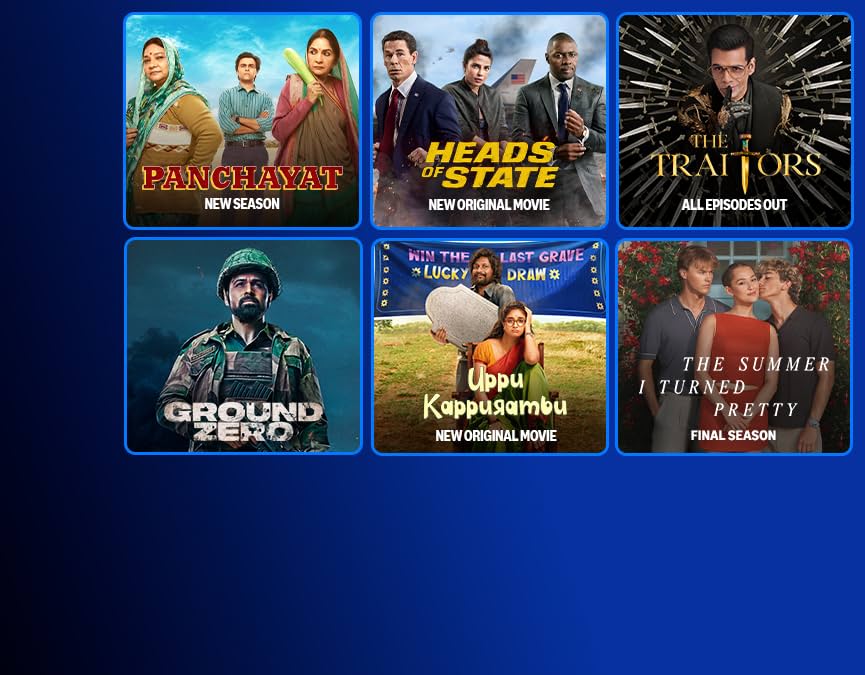 PANCHAYAT
NEW SEASON
HEADS
OF STATE
NEW ORIGINAL MOVIE
THE
TRAITORS
ALL EPISODES OUT
GROUND
ZERO
WIN THE LAST GRAVE
LUCKY DRAW
Uppu
Kappurambu
NEW ORIGINAL MOVIE
THE SUMMER
I TURNED
PRETTY
FINAL SEASON